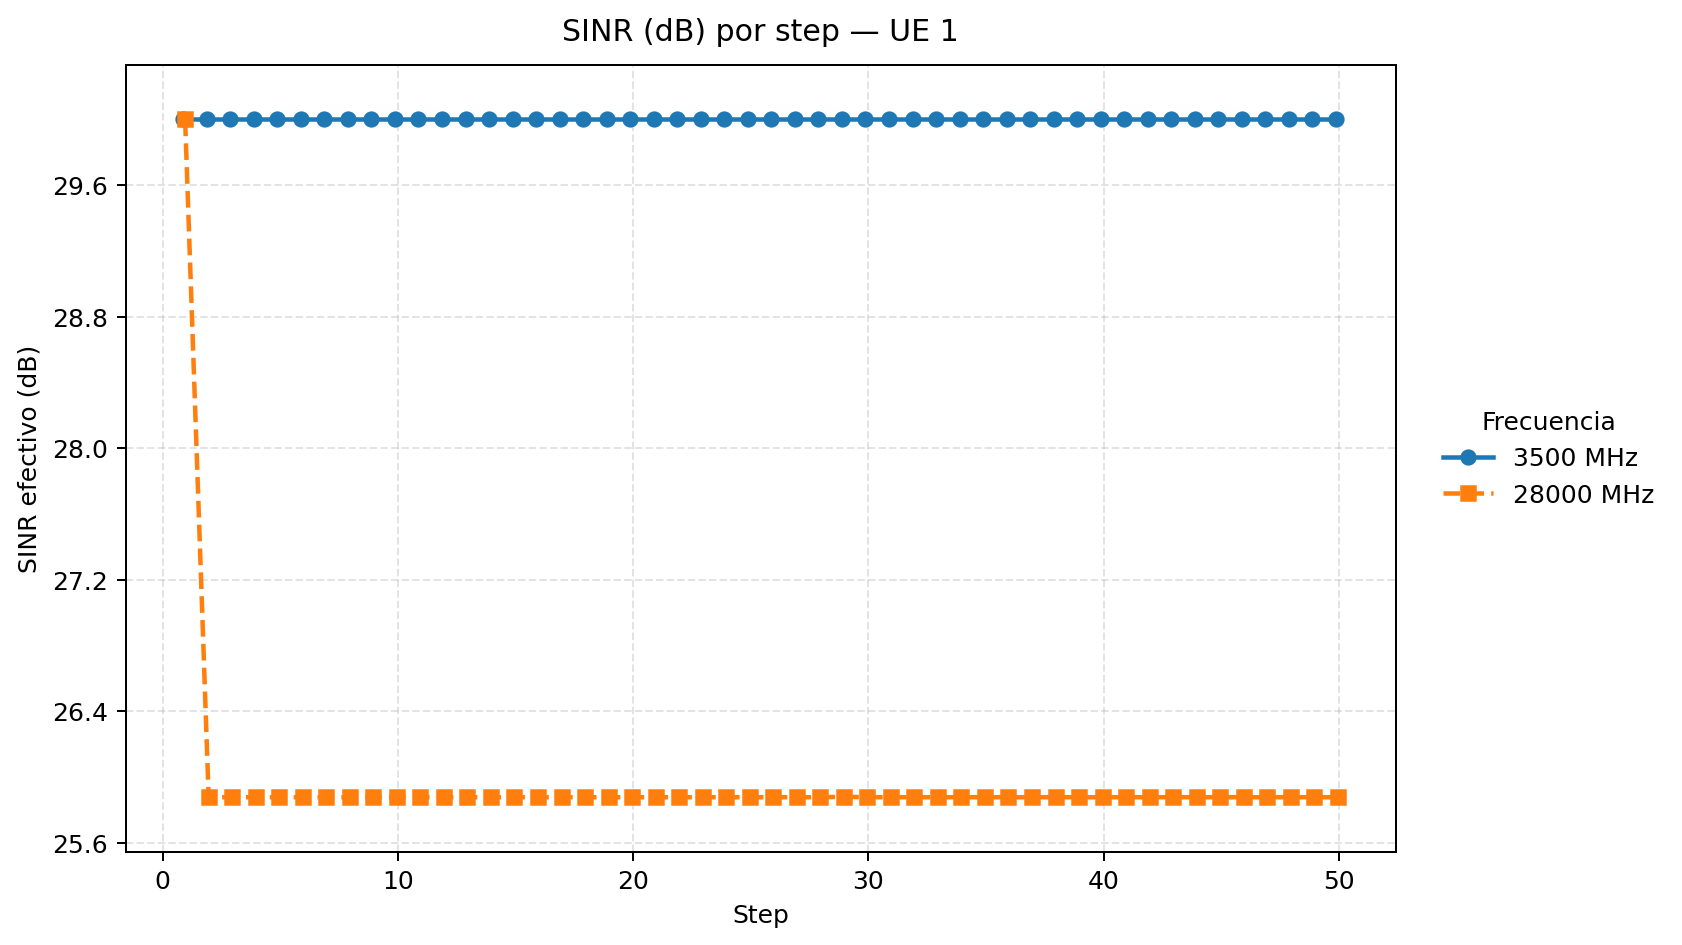 SINR (dB) por step — UE 1
SINR efectivo (dB)
29.6
28.8
28.0
27.2
26.4
25.6
0 10 20 30 40 50
Step
Frecuencia
3500 MHz
28000 MHz